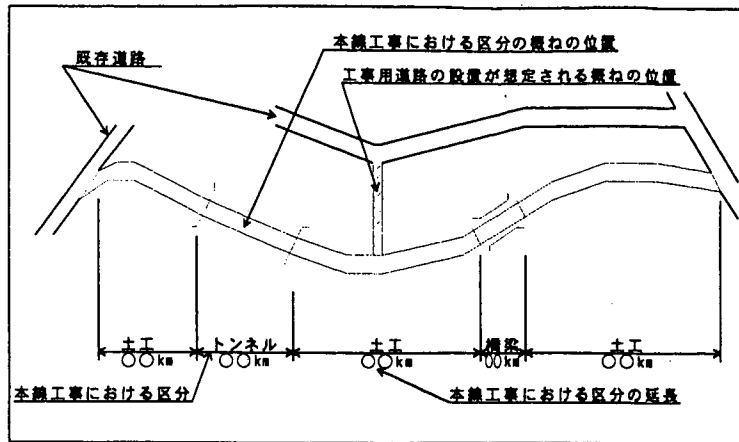 本線工事における区分の概ねの位置
既存道路
工事用道路の設置が想定される概ねの位置
土工 トンネル 土工 橋梁 土工
○○km ○○km ○○km ○○km ○○km
本線工事における区分 本線工事における区分の延長